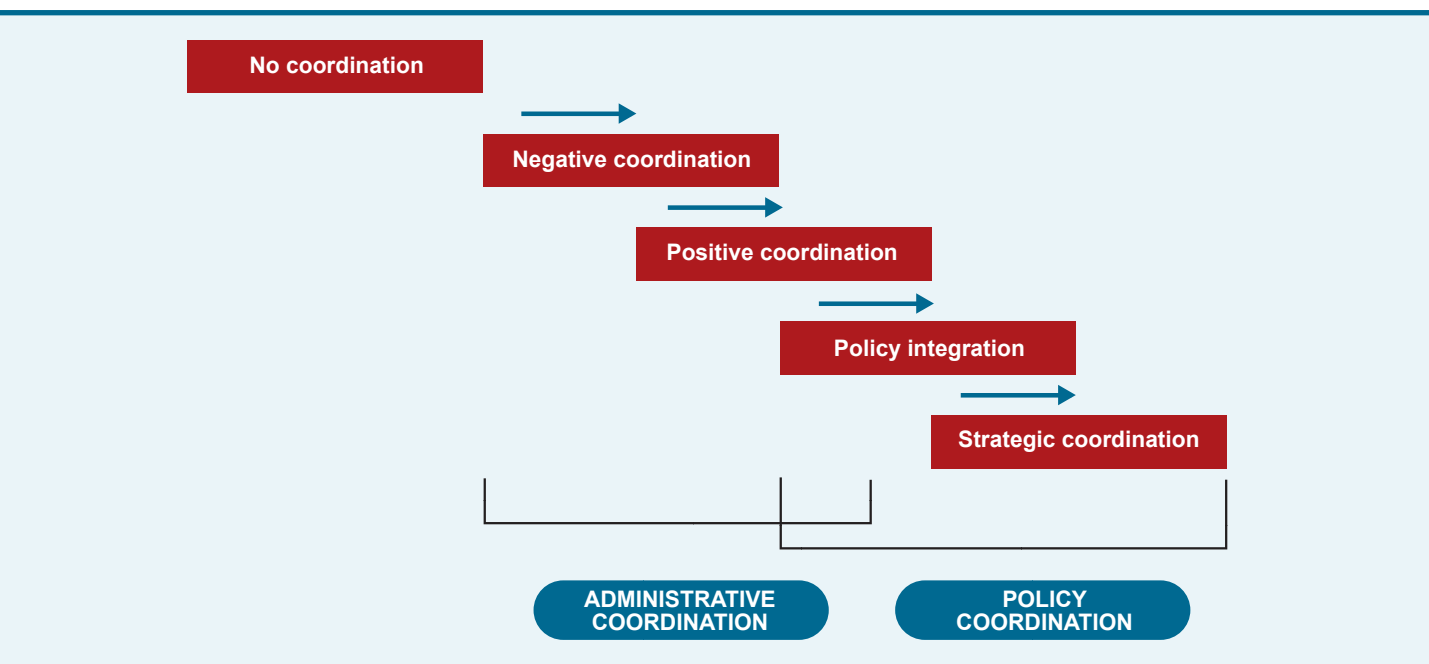 No coordination
Negative coordination
Positive coordination
Policy integration
Strategic coordination
ADMINISTRATIVE
COORDINATION
POLICY
COORDINATION